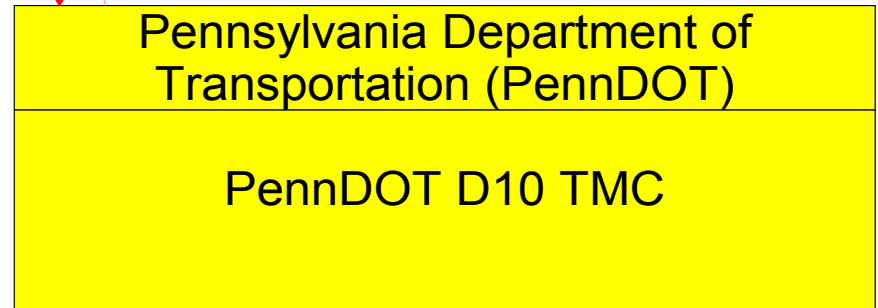 Pennsylvania Department of
Transportation (PennDOT)
PennDOT D10 TMC